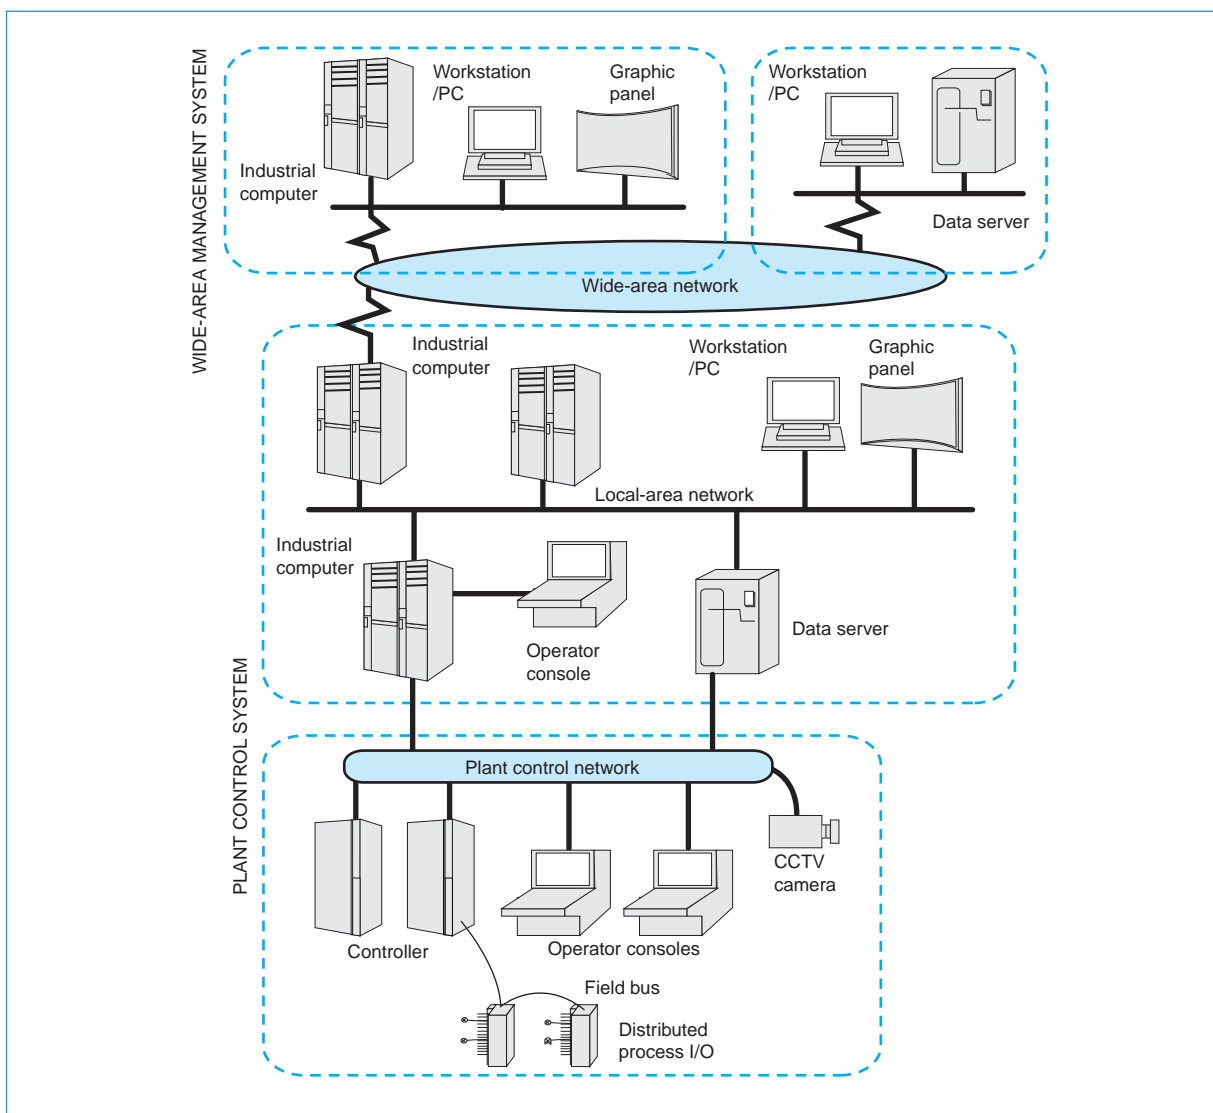 WIDE-AREA MANAGEMENT SYSTEM
Workstation
/PC
Graphic
panel
Industrial
computer
Workstation
/PC
Data server
Wide-area network
Industrial
computer
Workstation
/PC
Graphic
panel
Local-area network
Industrial
computer
Operator
console
Data server
PLANT CONTROL SYSTEM
Plant control network
CCTV
camera
Controller
Operator consoles
Field bus
Distributed
process I/O